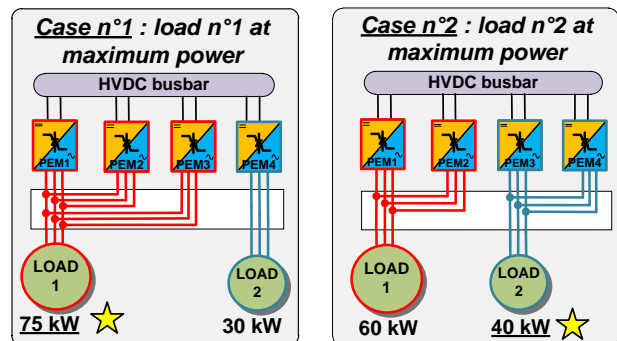 Case n°1 : load n°1 at
maximum power
HVDC busbar
PEM1 PEM2 PEM3 PEM4
LOAD
1
LOAD
2
75 kW
30 kW
Case n°2 : load n°2 at
maximum power
HVDC busbar
PEM1 PEM2 PEM3 PEM4
LOAD
1
LOAD
2
60 kW
40 kW